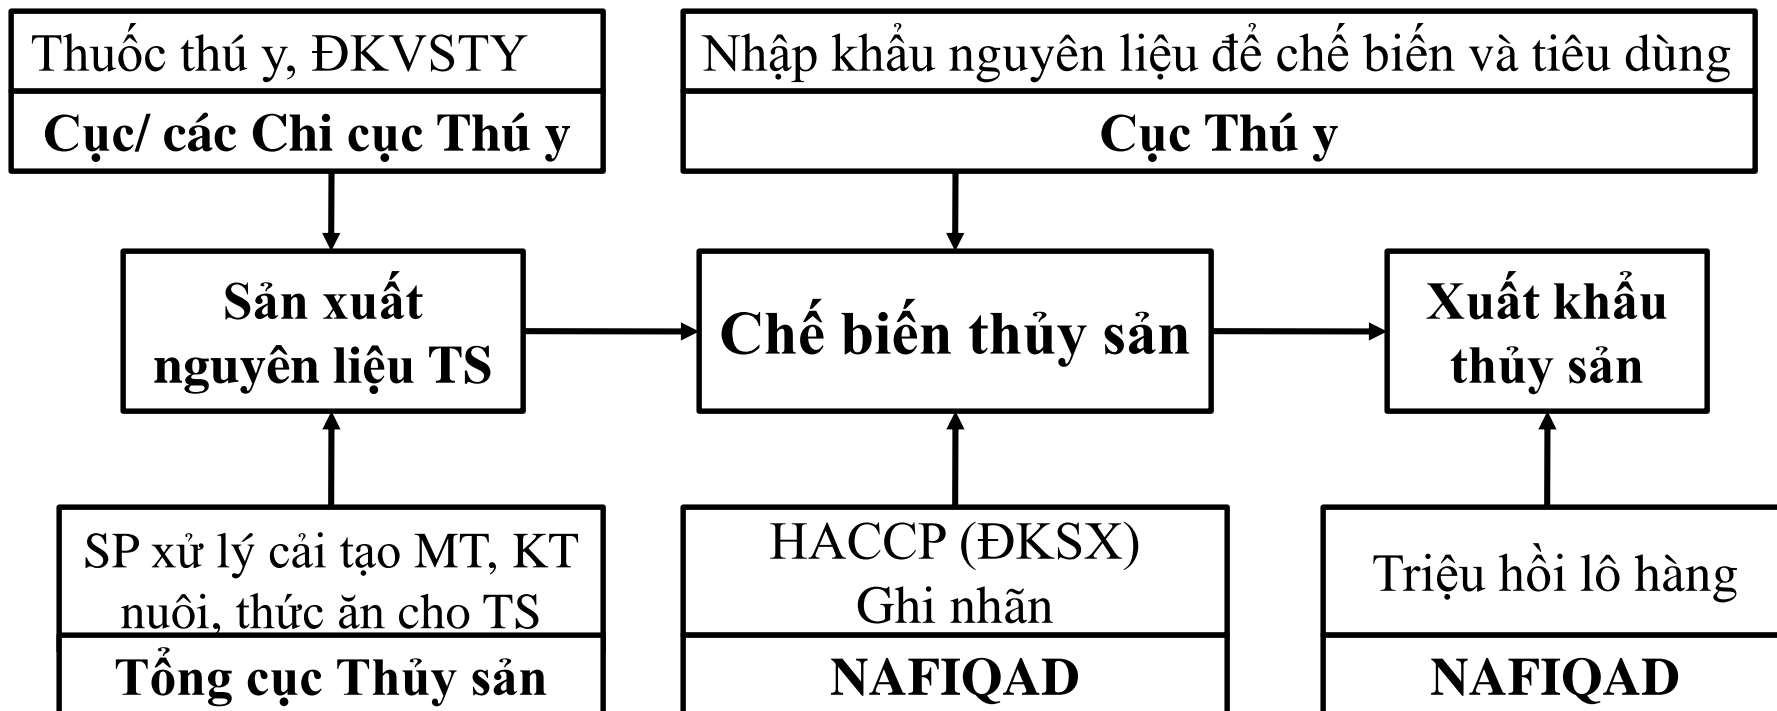 Thuốc thú y, ĐKVSTY
Cục/ các Chi cục Thú y
Nhập khẩu nguyên liệu để chế biến và tiêu dùng
Cục Thú y
Sản xuất
nguyên liệu TS
Chế biến thủy sản
Xuất khẩu
thủy sản
SP xử lý cải tạo MT, KT
nuôi, thức ăn cho TS
Tổng cục Thủy sản
HACCP (ĐKSX)
Ghi nhãn
NAFIQAD
Triệu hồi lô hàng
NAFIQAD